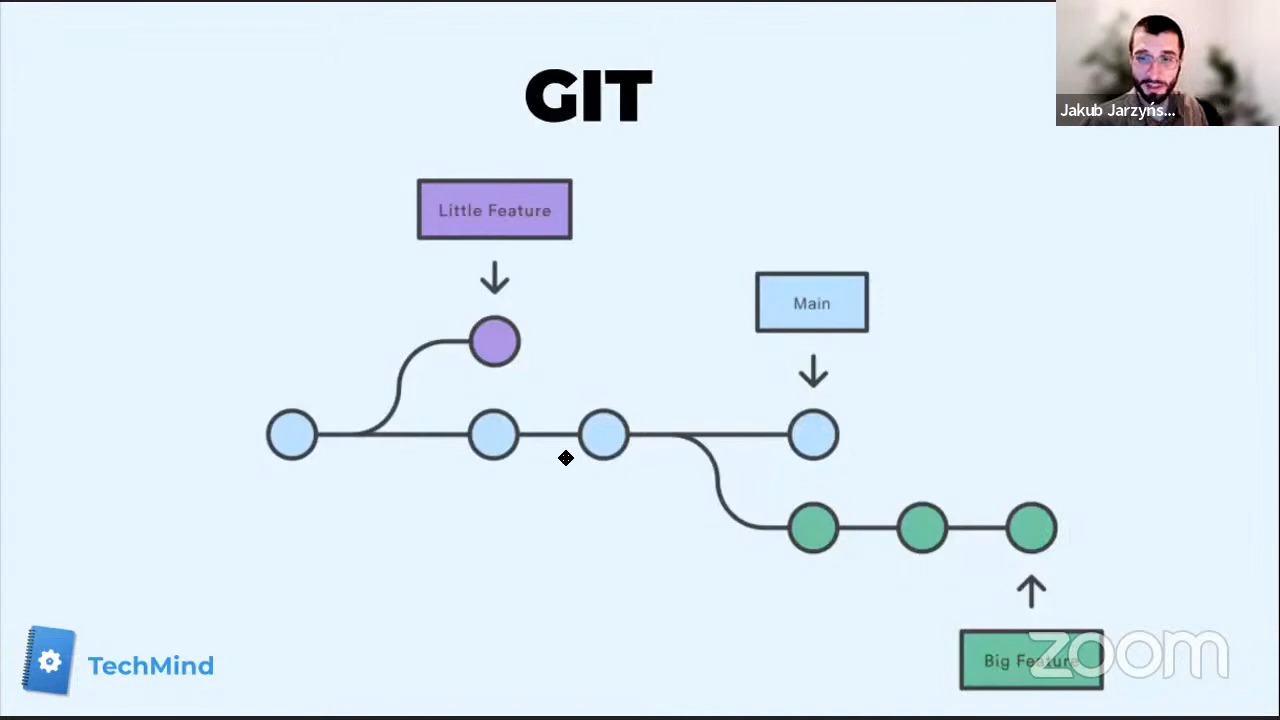 GIT
Jakub Jarzyńs...
Little Feature
Main
Big Feature
zoom
TechMind